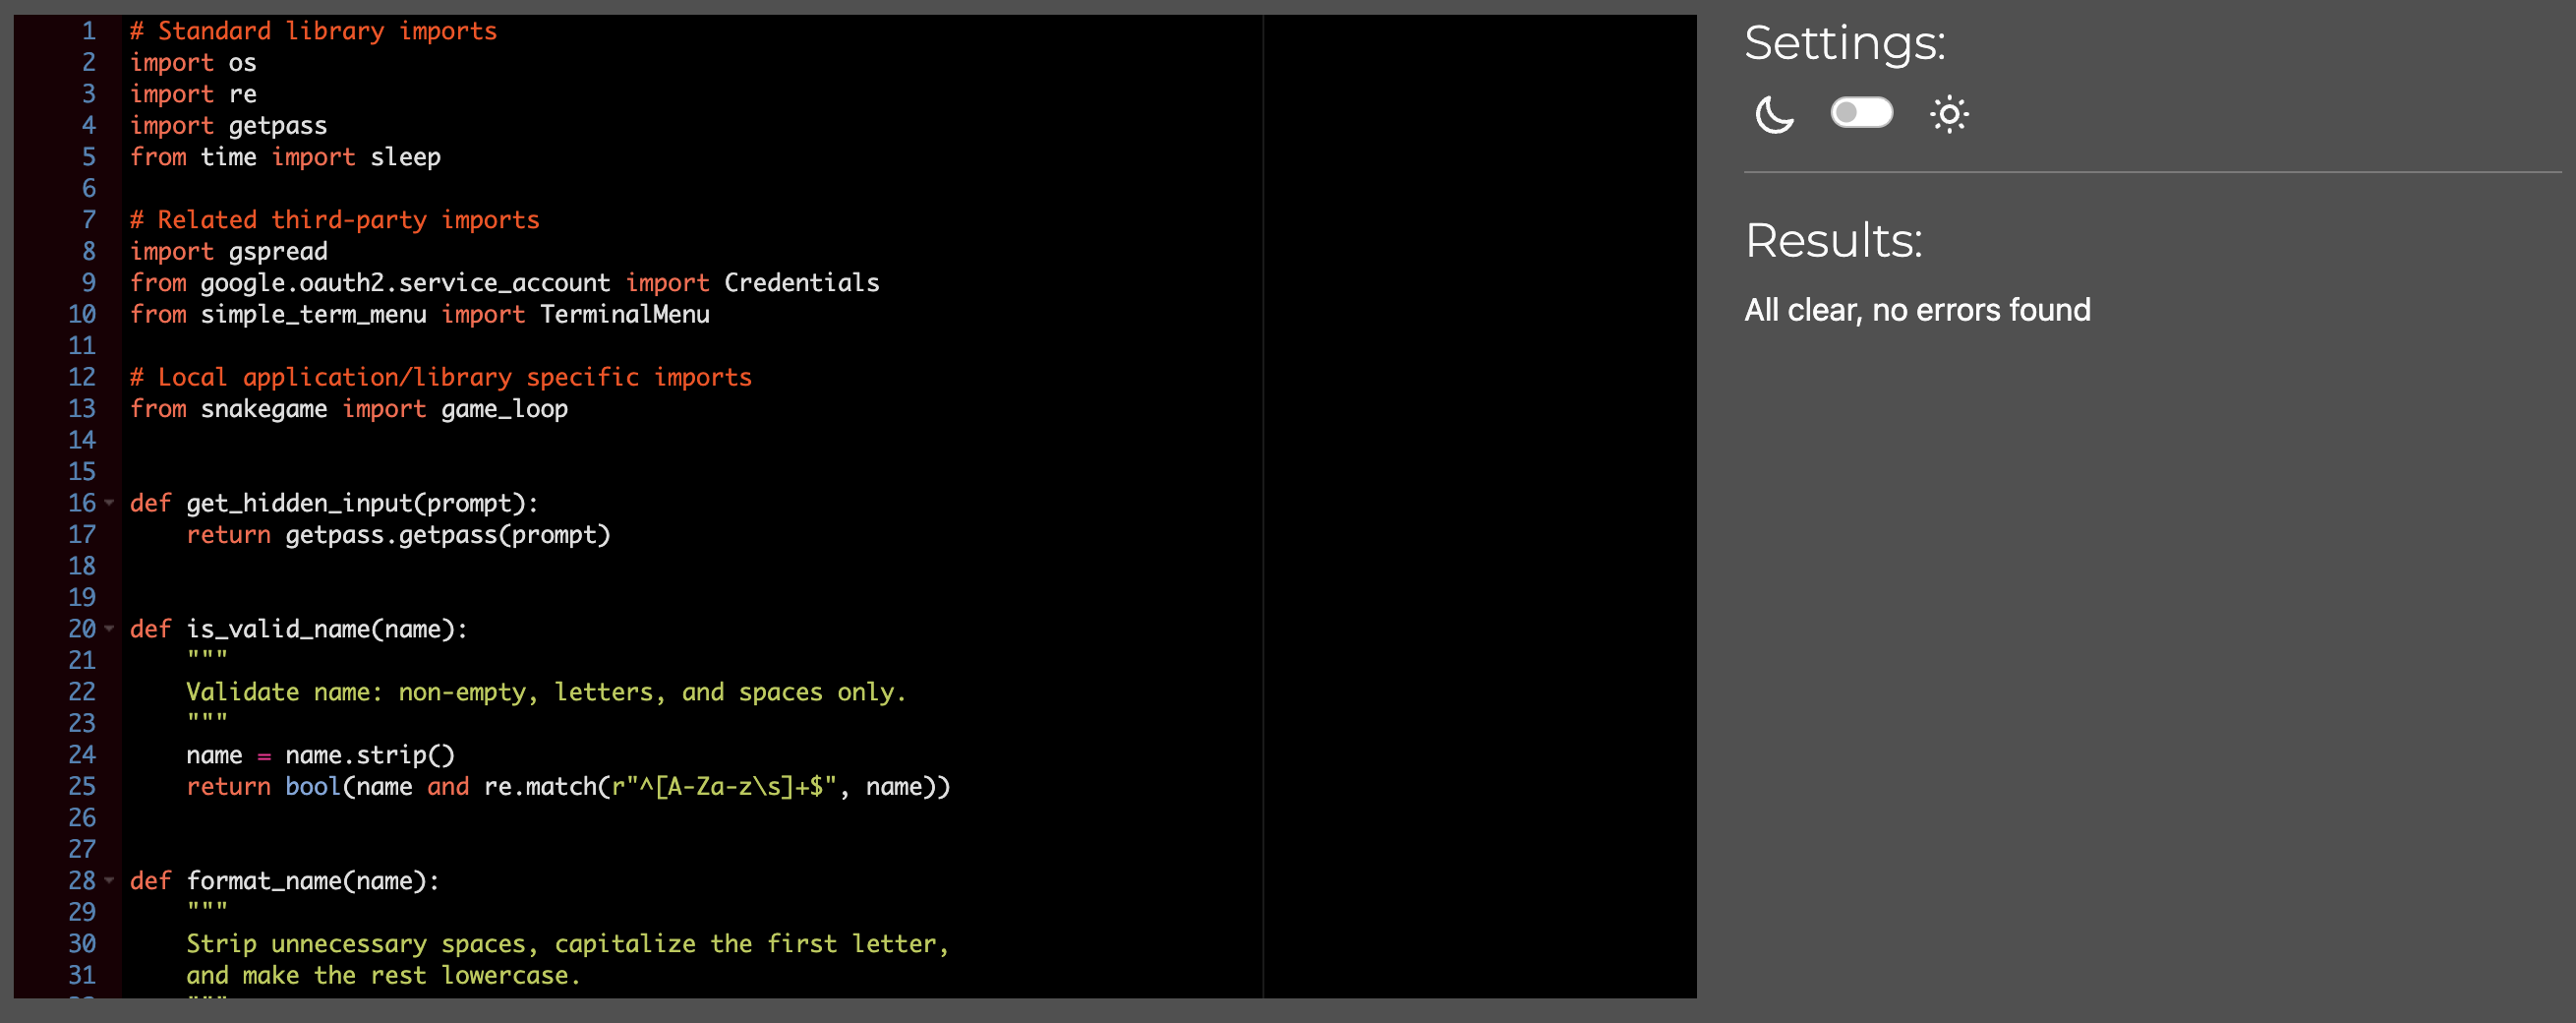 1 # Standard library imports
2 import os
3 import re
4 import getpass
5 from time import sleep
6
7 # Related third-party imports
8 import gspread
9 from google.oauth2.service_account import Credentials
10 from simple_term_menu import TerminalMenu
11
12 # Local application/library specific imports
13 from snakegame import game_loop
14
15
16 def get_hidden_input(prompt):
17     return getpass.getpass(prompt)
18
19
20 def is_valid_name(name):
21     """
22     Validate name: non-empty, letters, and spaces only.
23     """
24     name = name.strip()
25     return bool(name and re.match(r"^[A-Za-z\s]+$", name))
26
27
28 def format_name(name):
29     """
30     Strip unnecessary spaces, capitalize the first letter,
31     and make the rest lowercase.
Settings:
Results:
All clear, no errors found